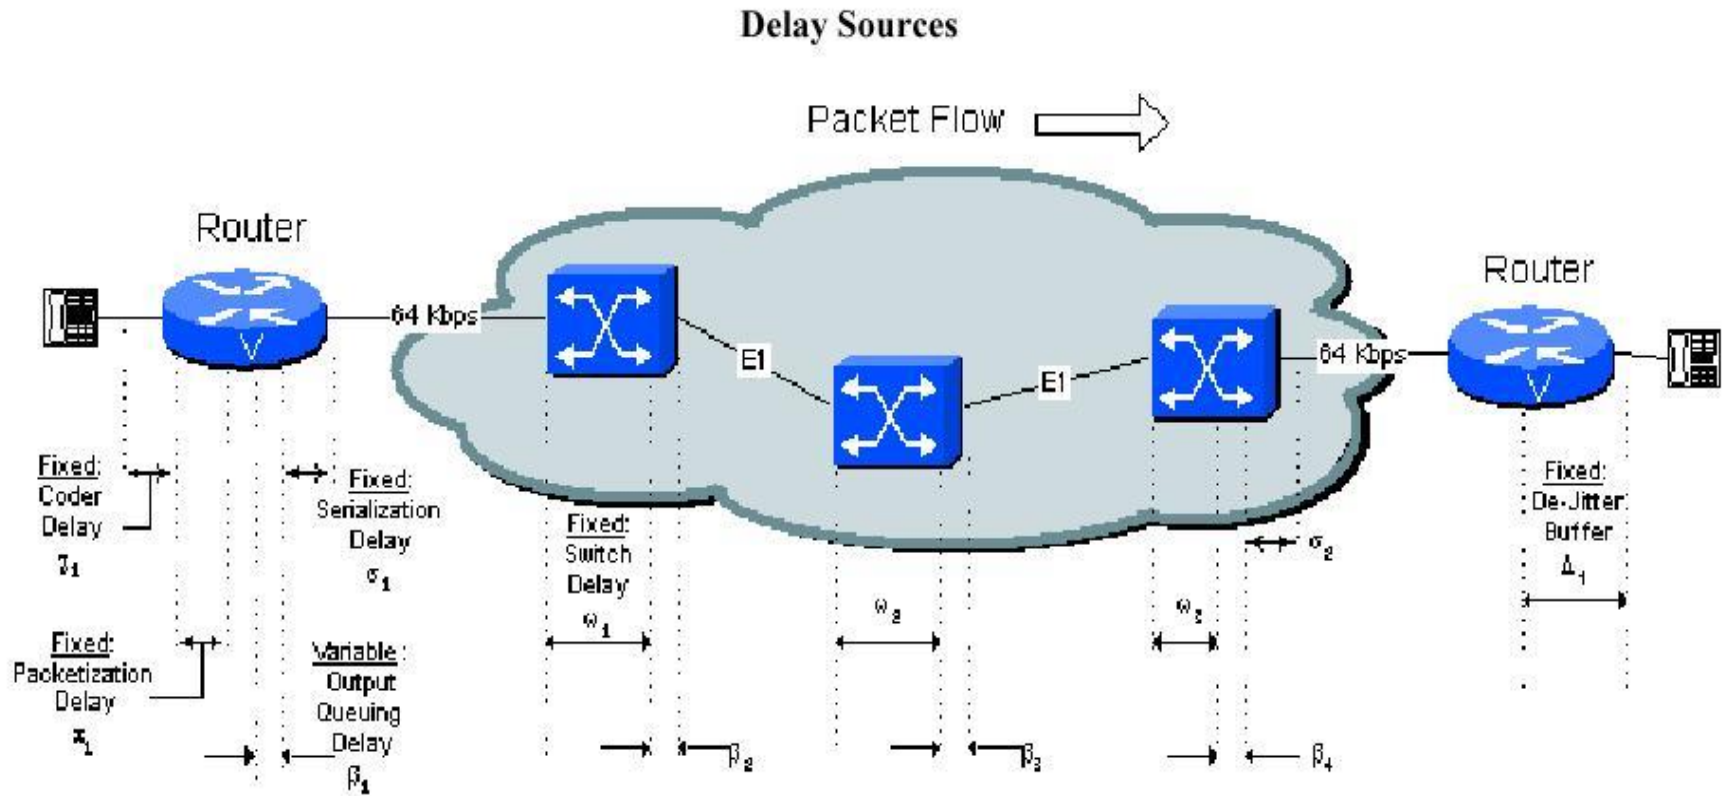 Delay Sources
Packet Flow
Router
Router
64 Kbps
E1
E1
64 Kbps
Fixed:
Coder
Delay
Fixed:
Serialization
Delay
σ1
Fixed:
Switch
Delay
ω1
ω2
ω3
σ2
Fixed:
De-Jitter
Buffer
Δ1
Fixed:
Packetization
Delay
Variable:
Output
Queuing
Delay
β1
β2
β3
β4
V
V